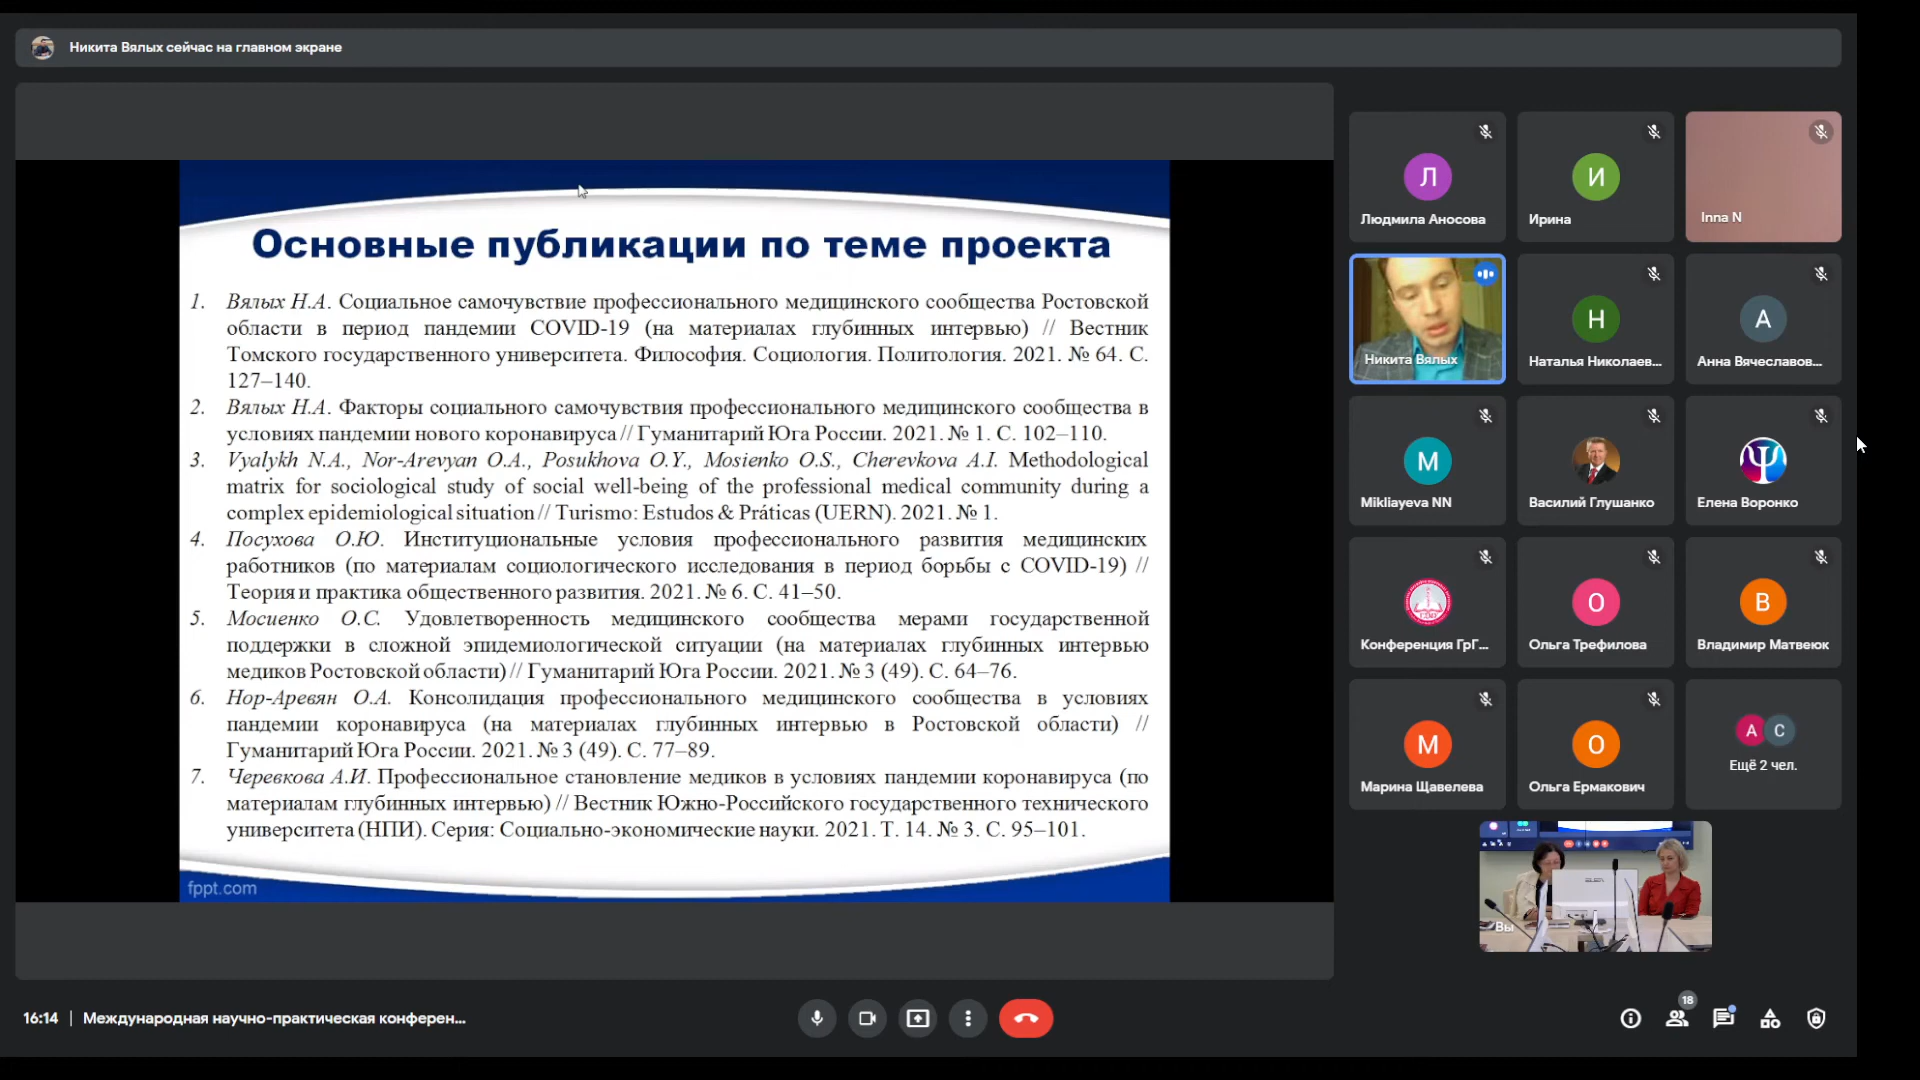 Никита Вялых сейчас на главном экране
Основные публикации по теме проекта
1. Вялых Н.А. Социальное самочувствие профессионального медицинского сообщества Ростовской
области в период пандемии COVID-19 (на материалах глубинных интервью) // Вестник
Томского государственного университета. Философия. Социология. Политология. 2021. № 64. С.
127–140.
2. Вялых Н.А. Факторы социального самочувствия профессионального медицинского сообщества в
условиях пандемии нового коронавируса // Гуманитарий Юга России. 2021. № 1. С. 102–110.
3. Vyalykh N.A., Nor-Arevyan O.A., Posukhova O.Y., Mosienko O.S., Cherevkova A.I. Methodological
matrix for sociological study of social well-being of the professional medical community during a
complex epidemiological situation // Turismo: Estudos & Práticas (UERN). 2021. № 1.
4. Посухова О.Ю. Институциональные условия профессионального развития медицинских
работников (по материалам социологического исследования в период борьбы с COVID-19) //
Теория и практика общественного развития. 2021. № 6. С. 41–50.
5. Мосиенко О.С. Удовлетворенность медицинского сообщества мерами государственной
поддержки в сложной эпидемиологической ситуации (на материалах глубинных интервью
медиков Ростовской области) // Гуманитарий Юга России. 2021. № 3 (49). С. 64–76.
6. Нор-Аревян О.А. Консолидация профессионального медицинского сообщества в условиях
пандемии коронавируса (на материалах глубинных интервью в Ростовской области) //
Гуманитарий Юга России. 2021. № 3 (49). С. 77–89.
7. Черевкова А.И. Профессиональное становление медиков в условиях пандемии коронавируса (по
материалам глубинных интервью) // Вестник Южно-Российского государственного технического
университета (НПИ). Серия: Социально-экономические науки. 2021. Т. 14. № 3. С. 95–101.
fppt.com
Л
Людмила Аносова
И
Ирина
Inna N
Никита Вялых
Н
Наталья Николаев...
А
Анна Вячеславов...
M
Mikliayeva NN
Василий Глушанко
Ψ
Елена Воронко
Конференция ГрГ...
О
Ольга Трефилова
В
Владимир Матвеюк
М
Марина Щавелева
О
Ольга Ермакович
А С
Ещё 2 чел.
Вы
16:14 | Международная научно-практическая конферен...
18